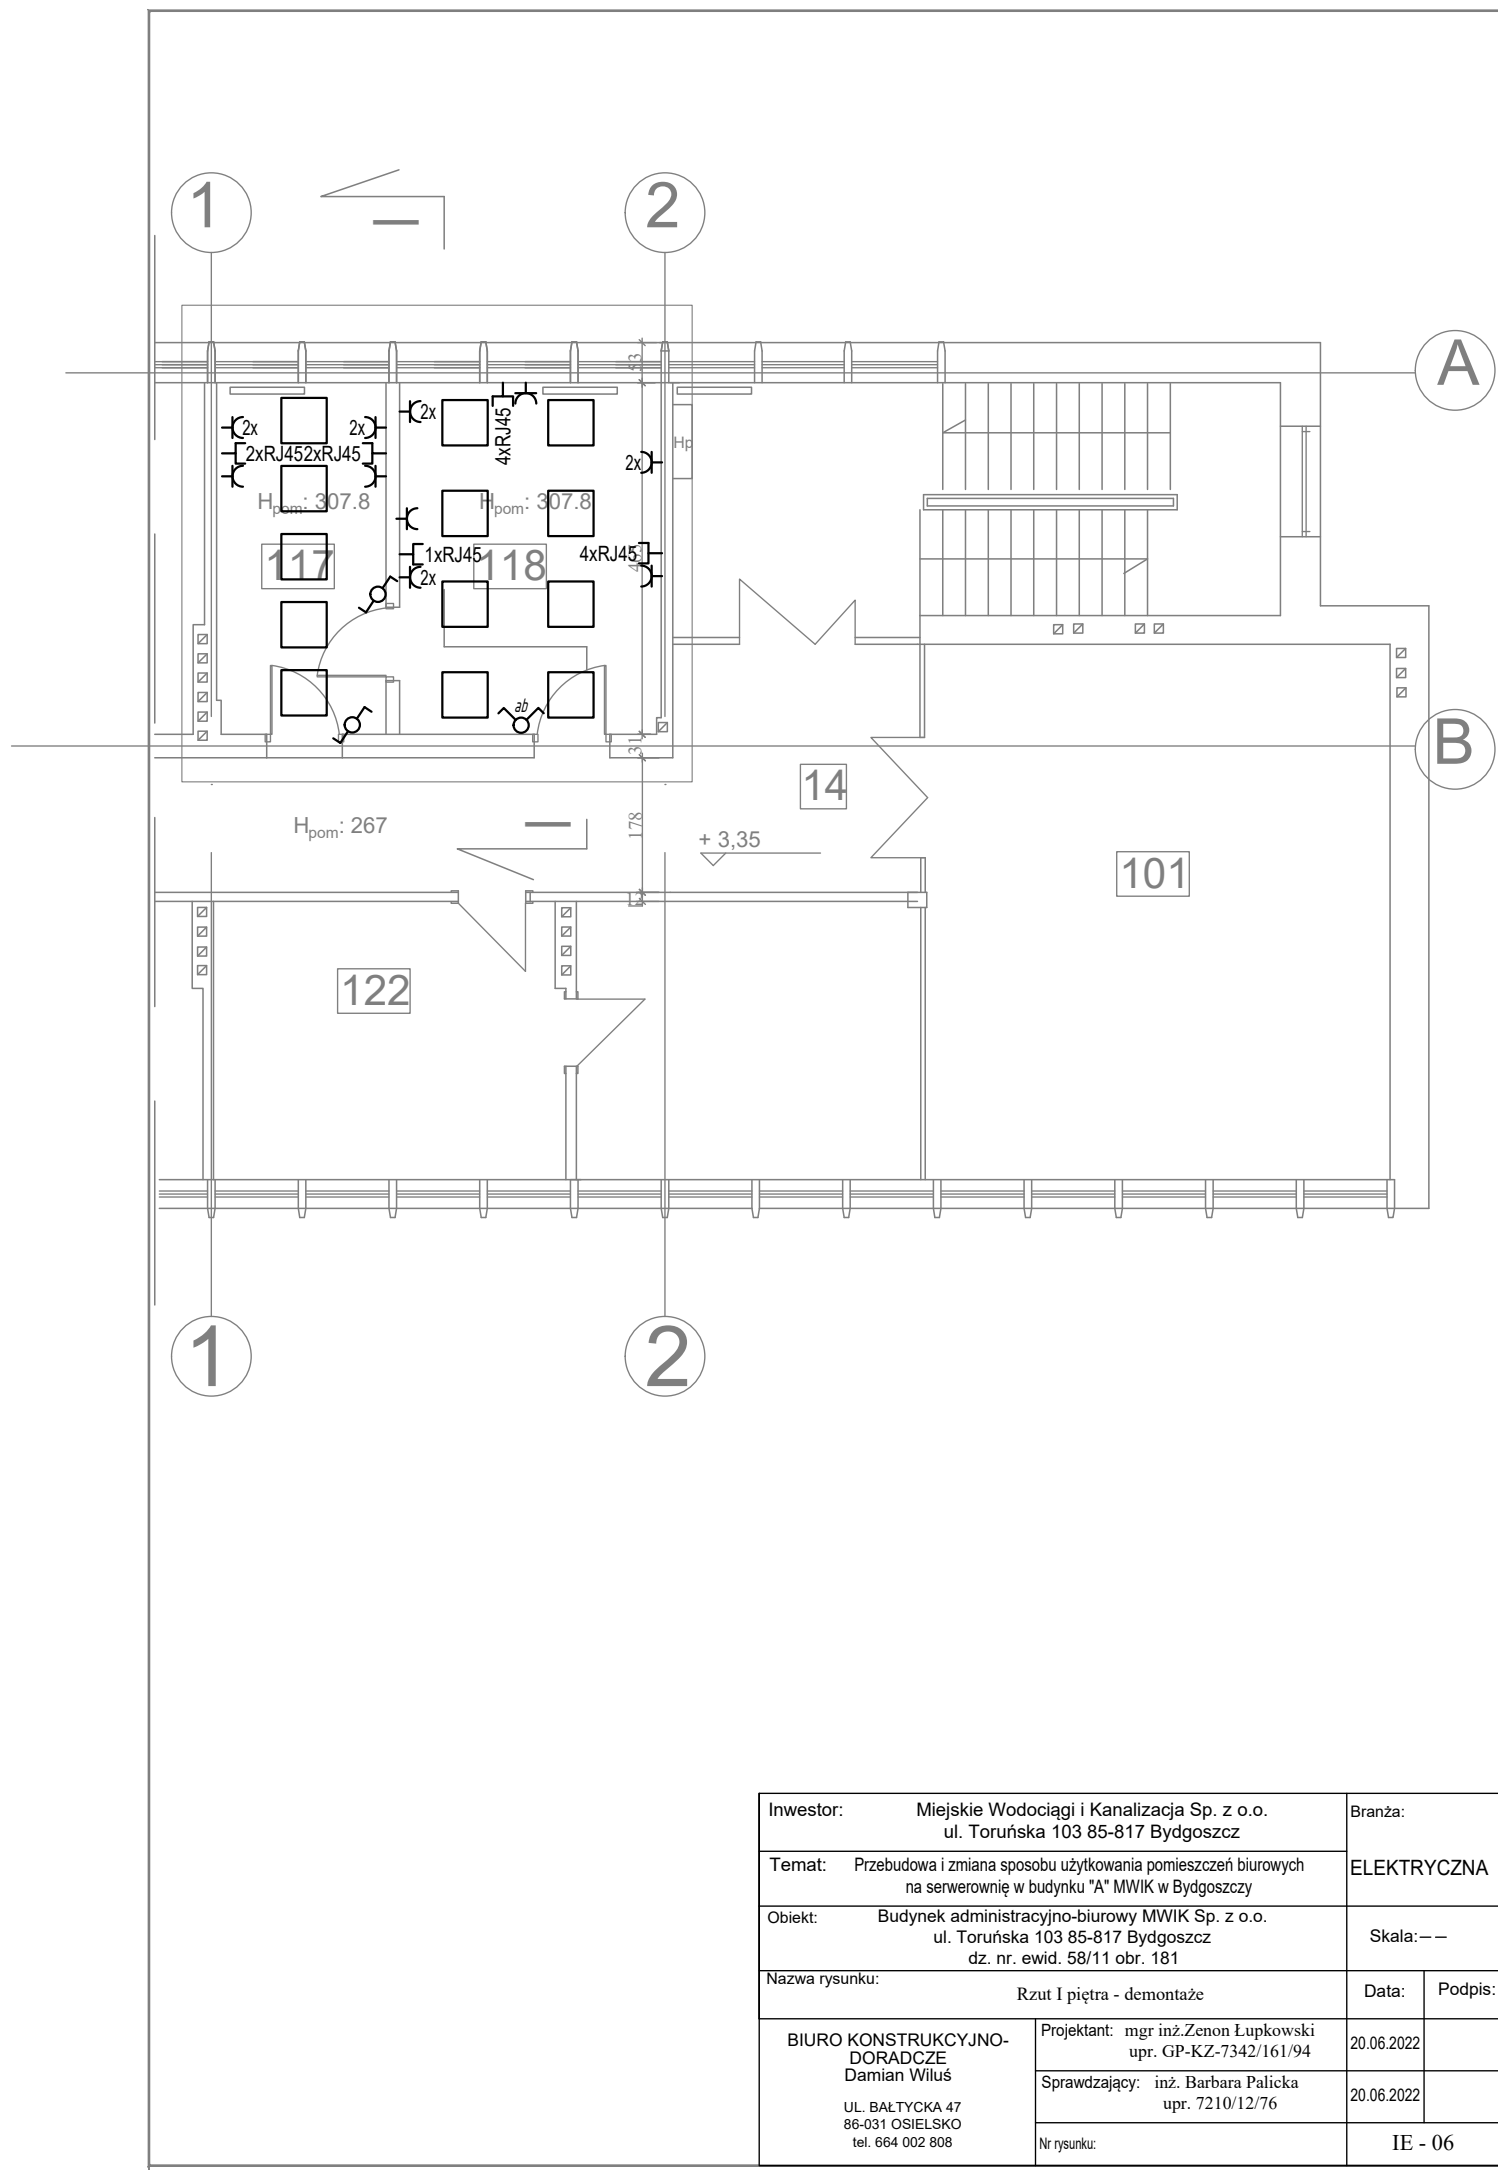 1
2
A
43
2x
2x
2x
4xRJ45
Hp
2xRJ45
2xRJ45
2x
Hpom: 307.8
Hpom: 307.8
117
1xRJ45
118
4xRJ45
2x
ab
31
B
14
Hpom: 267
178
+ 3,35
12
101
122
1
2
Inwestor: Miejskie Wodociągi i Kanalizacja Sp. z o.o.
ul. Toruńska 103 85-817 Bydgoszcz
Branża:
ELEKTRYCZNA
Temat: Przebudowa i zmiana sposobu użytkowania pomieszczeń biurowych
na serwerownię w budynku "A" MWIK w Bydgoszczy
Obiekt: Budynek administracyjno-biurowy MWIK Sp. z o.o.
ul. Toruńska 103 85-817 Bydgoszcz
dz. nr. ewid. 58/11 obr. 181
Skala:– –
Nazwa rysunku:
Rzut I piętra - demontaże
Data:
Podpis:
BIURO KONSTRUKCYJNO-
DORADCZE
Damian Wiluś
UL. BAŁTYCKA 47
86-031 OSIELSKO
tel. 664 002 808
Projektant: mgr inż.Zenon Łupkowski
upr. GP-KZ-7342/161/94
20.06.2022
Sprawdzający: inż. Barbara Palicka
upr. 7210/12/76
20.06.2022
Nr rysunku:
IE - 06